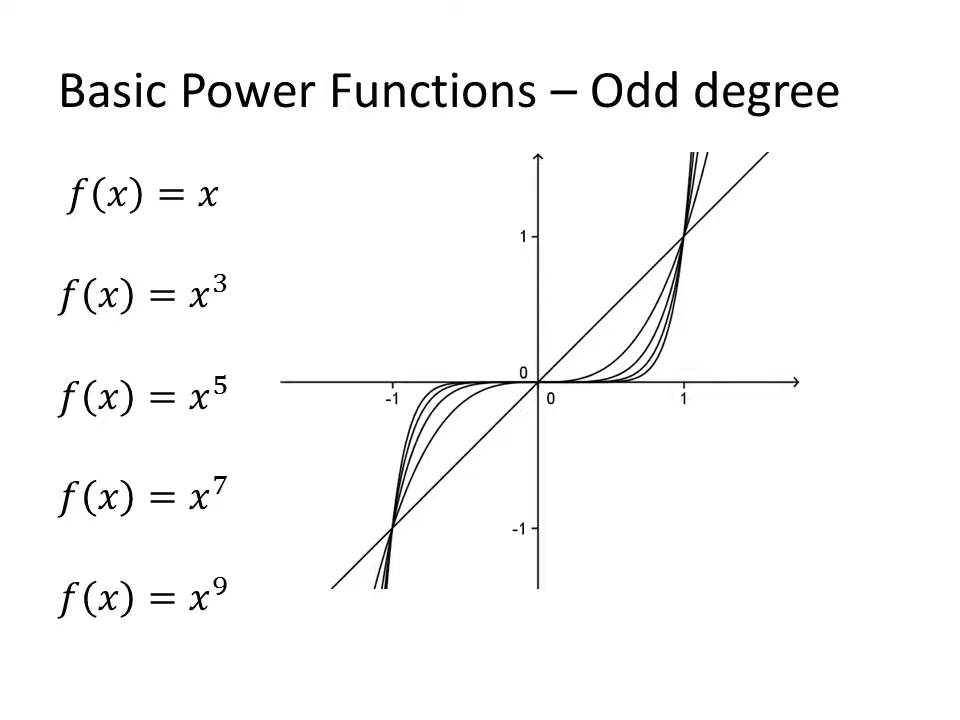 Basic Power Functions – Odd degree
f(x) = x
f(x) = x³
f(x) = x⁵
f(x) = x⁷
f(x) = x⁹
1
0
-1
0
1
-1